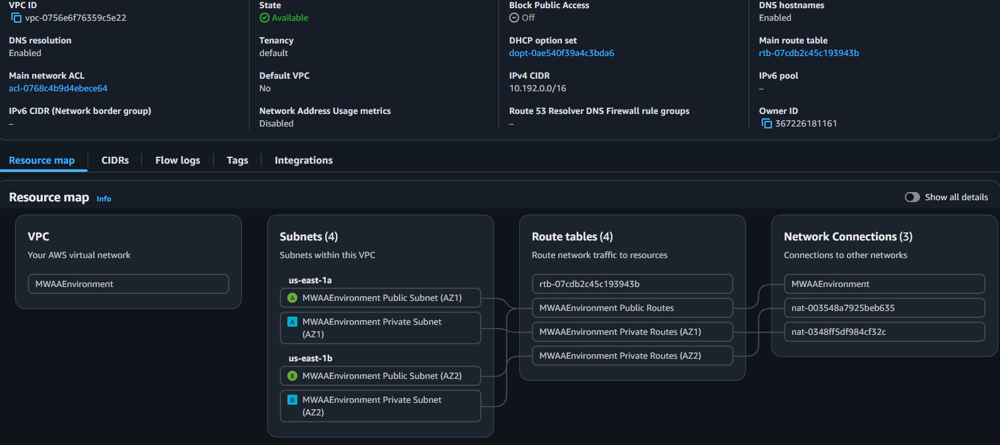 VPC ID
vpc-0756e6f76359c5e22
State
Available
Block Public Access
Off
DNS hostnames
Enabled
DNS resolution
Enabled
Tenancy
default
DHCP option set
dopt-0ae540f39a4c3bda6
Main route table
rtb-07cdb2c45c193943b
Main network ACL
acl-0768c4b9d4ebece64
Default VPC
No
IPv4 CIDR
10.192.0.0/16
IPv6 pool
–
IPv6 CIDR (Network border group)
–
Network Address Usage metrics
Disabled
Route 53 Resolver DNS Firewall rule groups
–
Owner ID
367226181161
Resource map
CIDRs
Flow logs
Tags
Integrations
Resource map Info
Show all details
VPC
Your AWS virtual network
MWAAEnvironment
Subnets (4)
Subnets within this VPC
us-east-1a
A MWAAEnvironment Public Subnet (AZ1)
A MWAAEnvironment Private Subnet
(AZ1)
us-east-1b
B MWAAEnvironment Public Subnet (AZ2)
B MWAAEnvironment Private Subnet
(AZ2)
Route tables (4)
Route network traffic to resources
rtb-07cdb2c45c193943b
MWAAEnvironment Public Routes
MWAAEnvironment Private Routes (AZ1)
MWAAEnvironment Private Routes (AZ2)
Network Connections (3)
Connections to other networks
MWAAEnvironment
nat-003548a7925beb635
nat-0348ff5df984cf32c